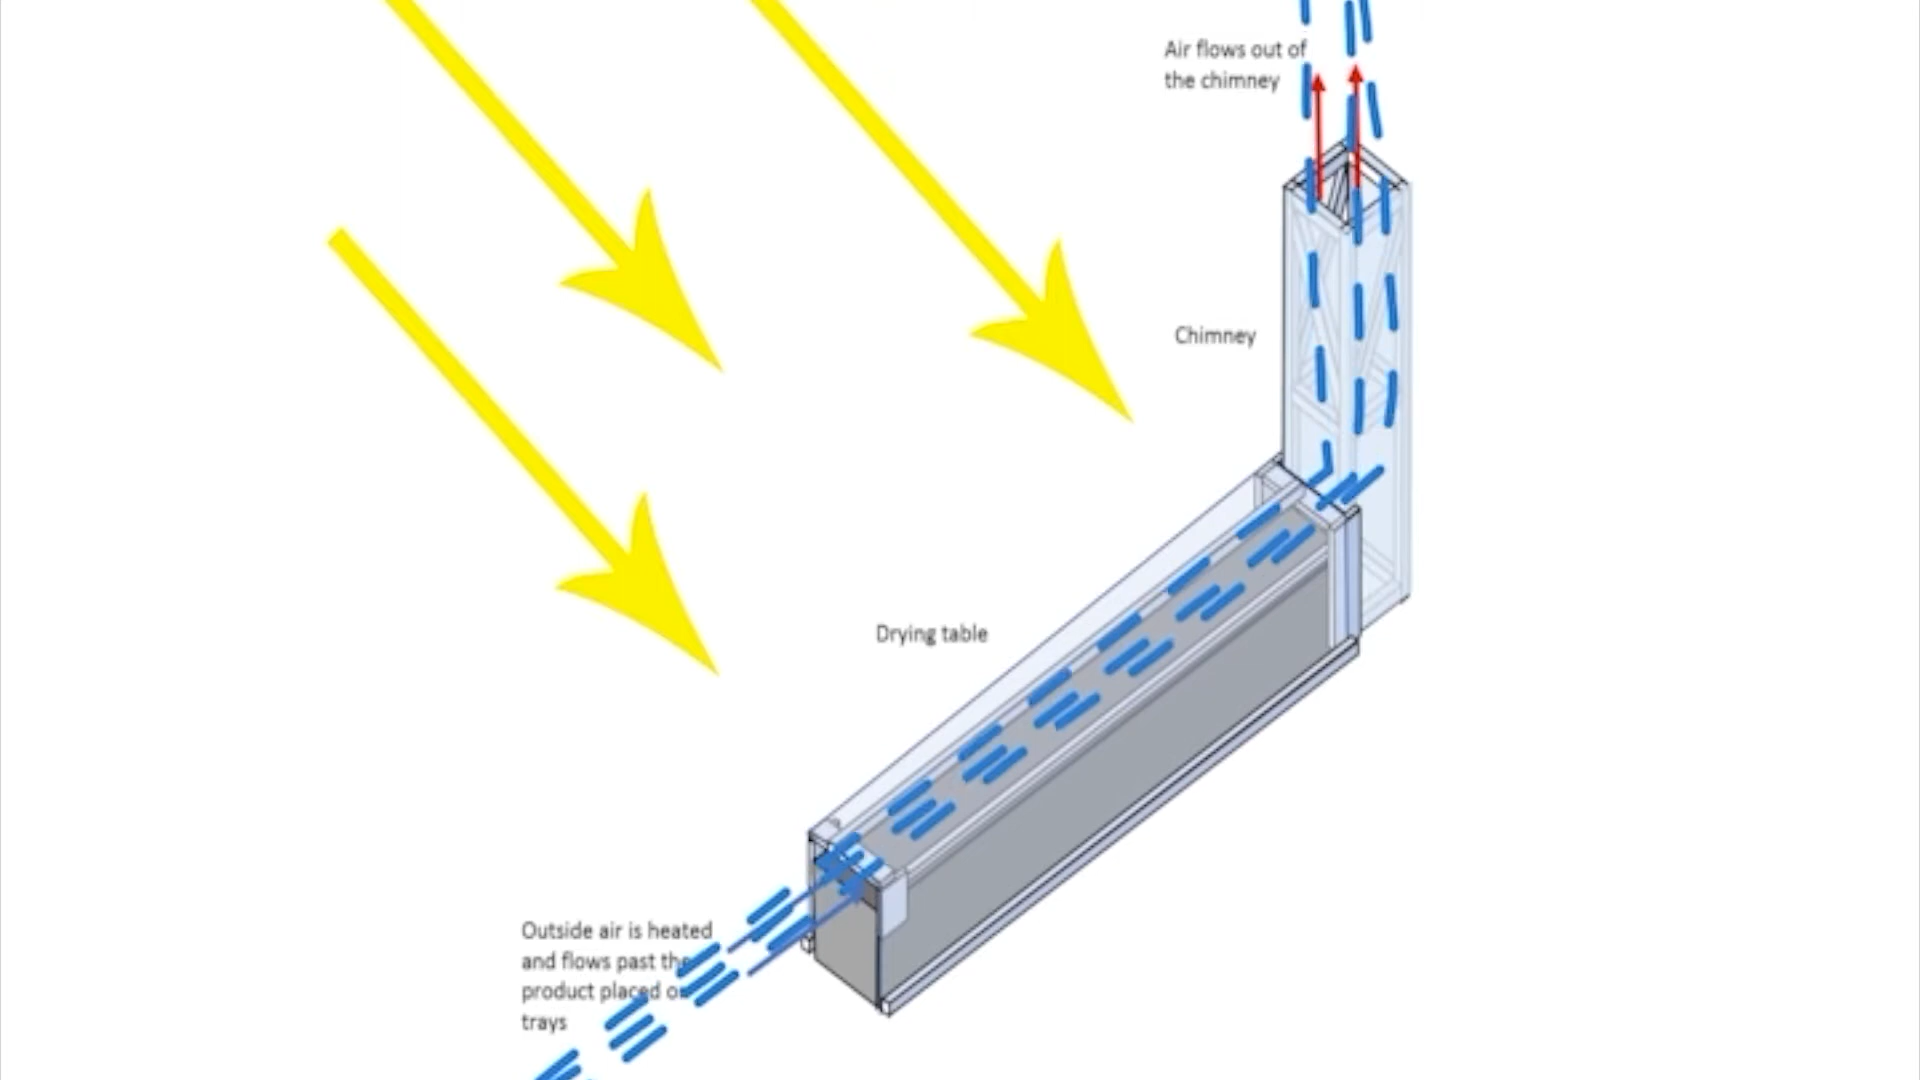 Air flows out of
the chimney
Chimney
Drying table
Outside air is heated
and flows past the
product placed on
trays